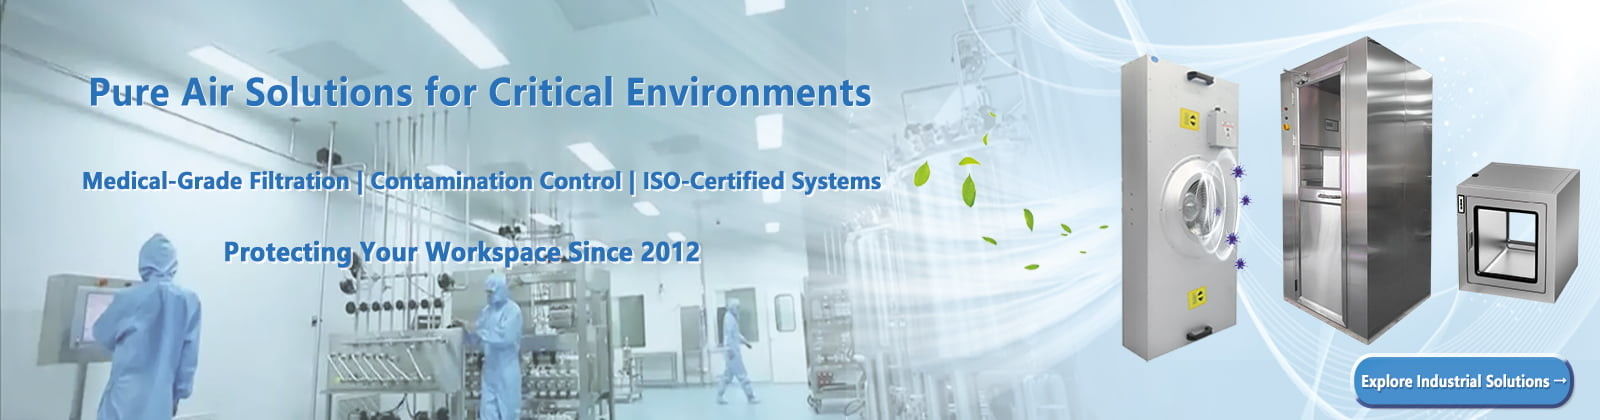 Pure Air Solutions for Critical Environments
Medical-Grade Filtration | Contamination Control | ISO-Certified Systems
Protecting Your Workspace Since 2012
Explore Industrial Solutions →